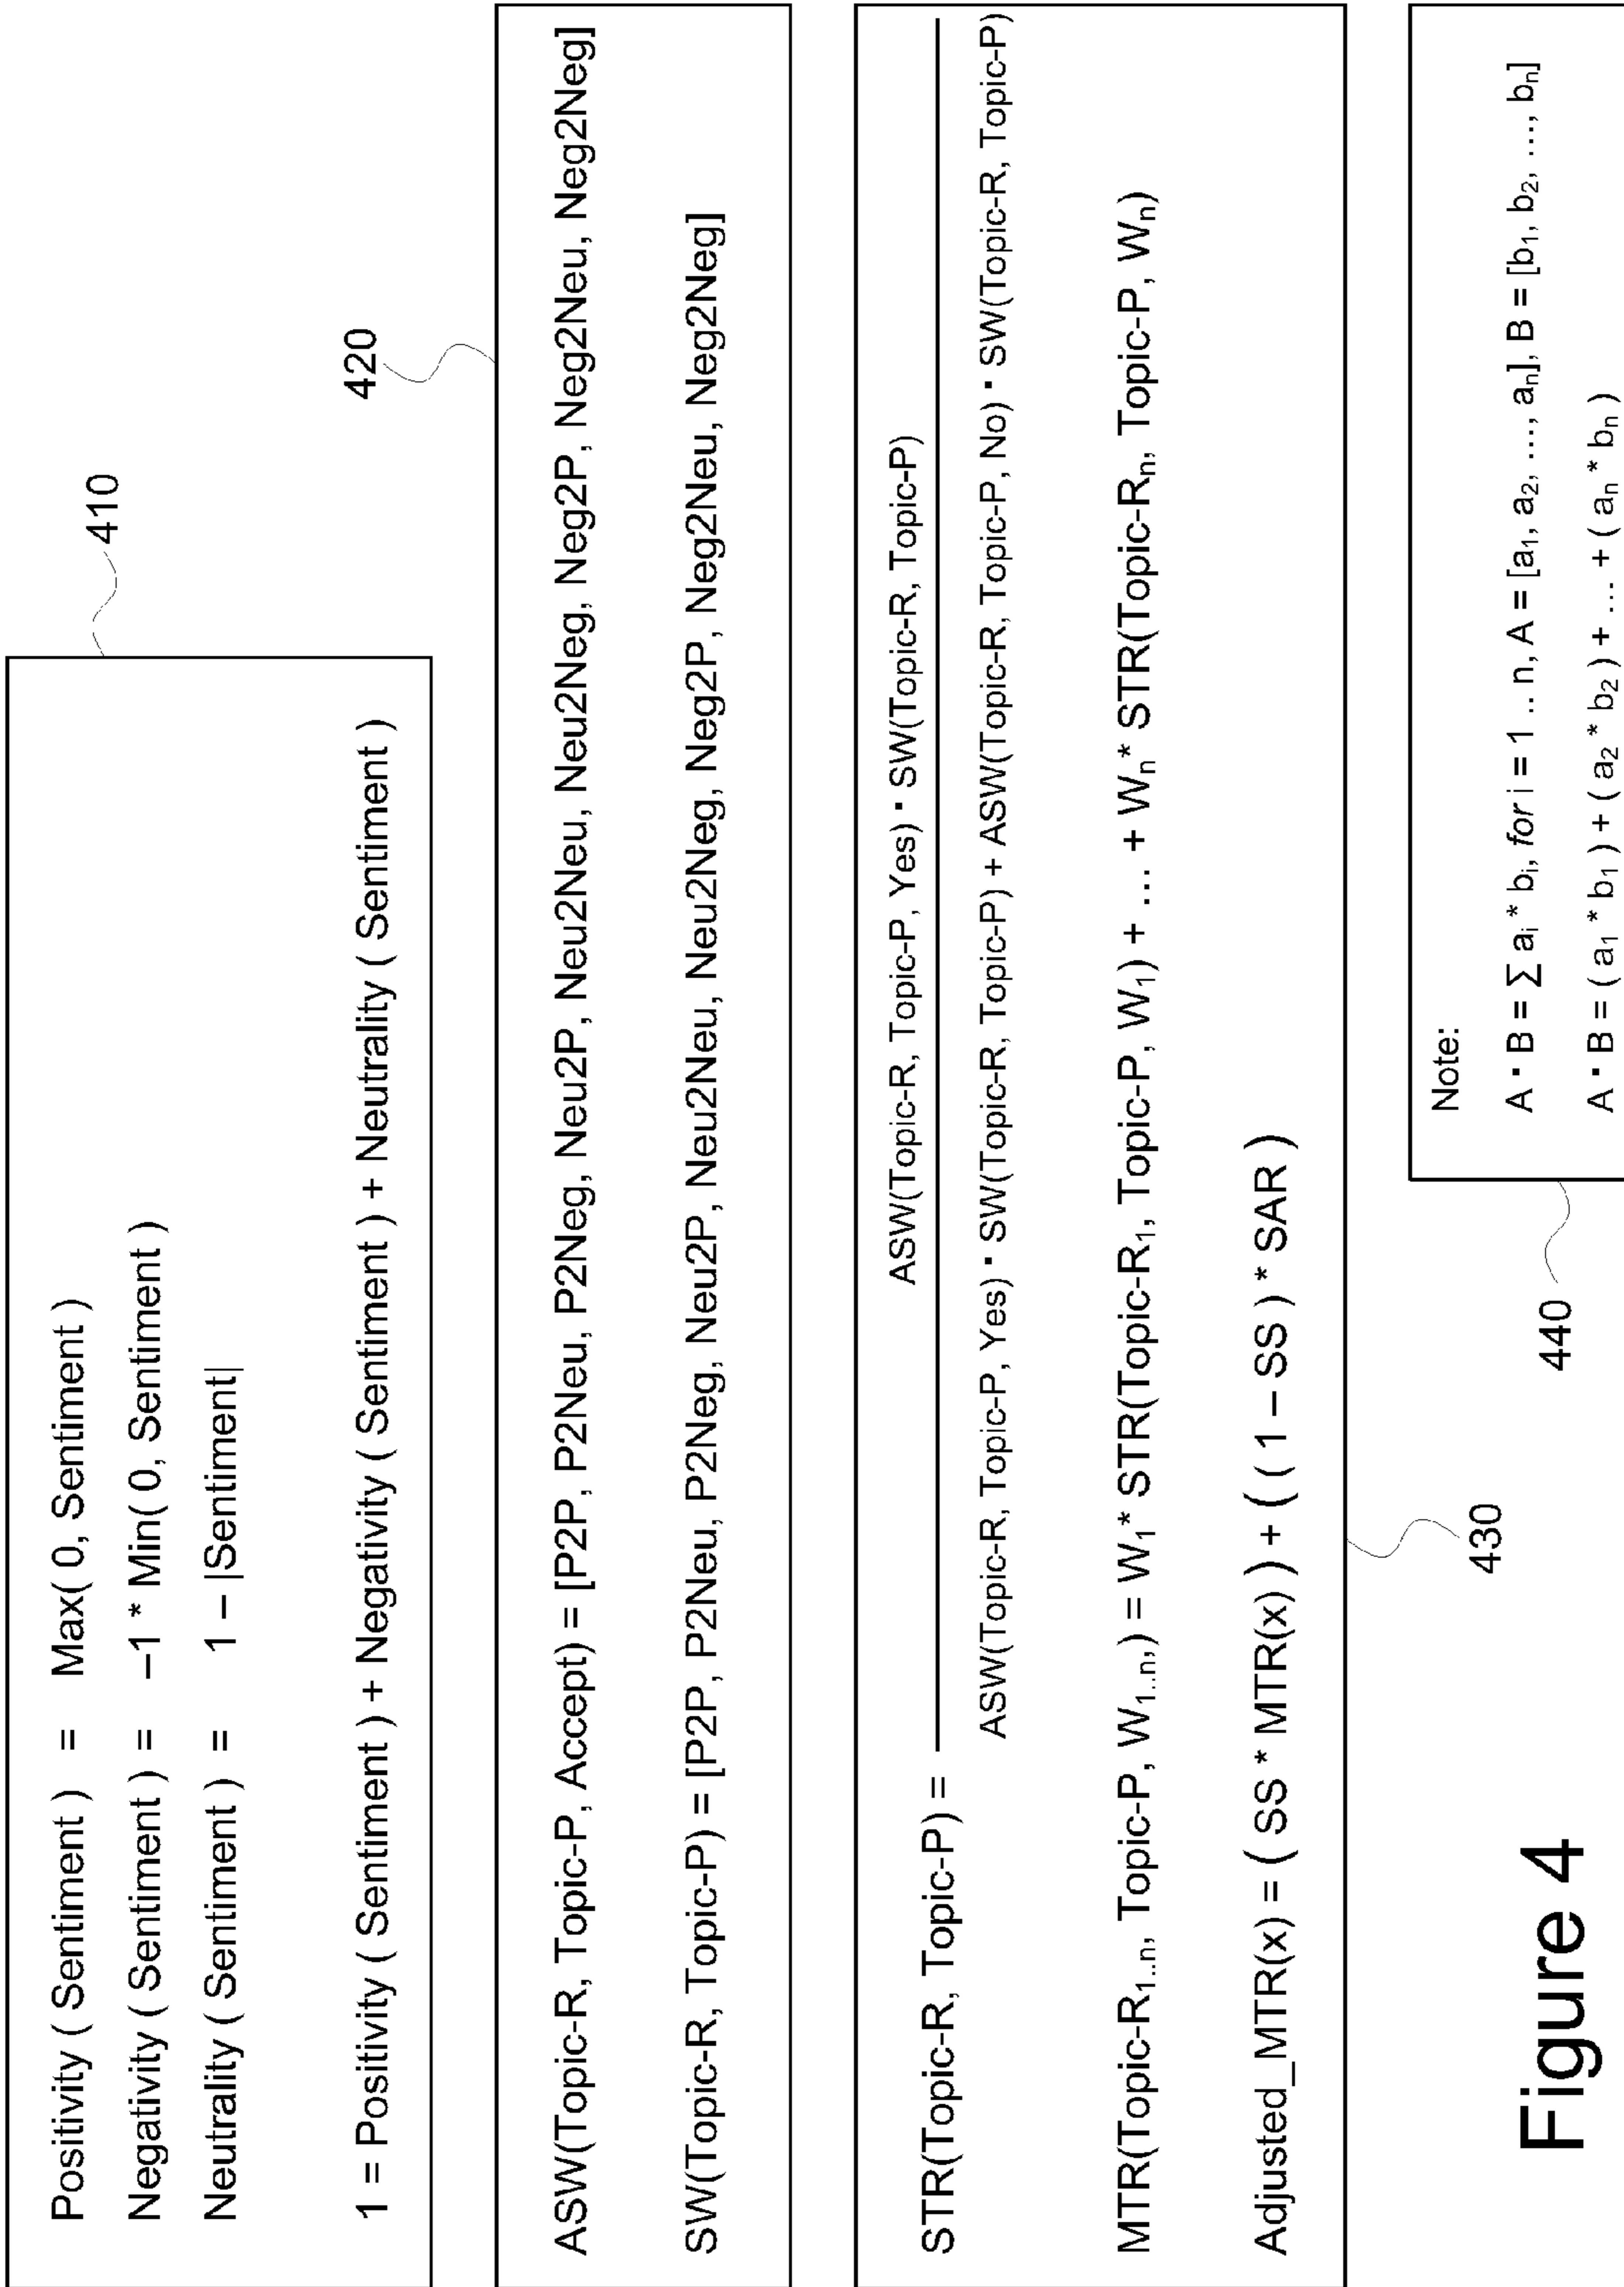 410
Positivity ( Sentiment ) = Max( 0, Sentiment )
Negativity ( Sentiment ) = –1 * Min( 0, Sentiment )
Neutrality ( Sentiment ) = 1 – |Sentiment|
1 = Positivity ( Sentiment ) + Negativity ( Sentiment ) + Neutrality ( Sentiment )
420
ASW(Topic-R, Topic-P, Accept) = [P2P, P2Neu, P2Neg, Neu2P, Neu2Neu, Neu2Neg, Neg2P, Neg2Neu, Neg2Neg]
SW(Topic-R, Topic-P) = [P2P, P2Neu, P2Neg, Neu2P, Neu2Neu, Neu2Neg, Neg2P, Neg2Neu, Neg2Neg]
ASW(Topic-R, Topic-P, Yes) · SW(Topic-R, Topic-P)
STR(Topic-R, Topic-P) =
ASW(Topic-R, Topic-P, Yes) · SW(Topic-R, Topic-P) + ASW(Topic-R, Topic-P, No) · SW(Topic-R, Topic-P)
MTR(Topic-R₁..ₙ, Topic-P, W₁..ₙ,) = W₁* STR(Topic-R₁, Topic-P, W₁) + ... + Wₙ* STR(Topic-Rₙ, Topic-P, Wₙ)
Adjusted_MTR(x) = ( SS * MTR(x) ) + ( ( 1 – SS ) * SAR )
430
440
Note:
A · B = ∑ aᵢ * bᵢ, for i = 1 .. n, A = [a₁, a₂, ..., aₙ], B = [b₁, b₂, ..., bₙ]
A · B = ( a₁ * b₁ ) + ( a₂ * b₂ ) + ... + ( aₙ * bₙ )
Figure 4